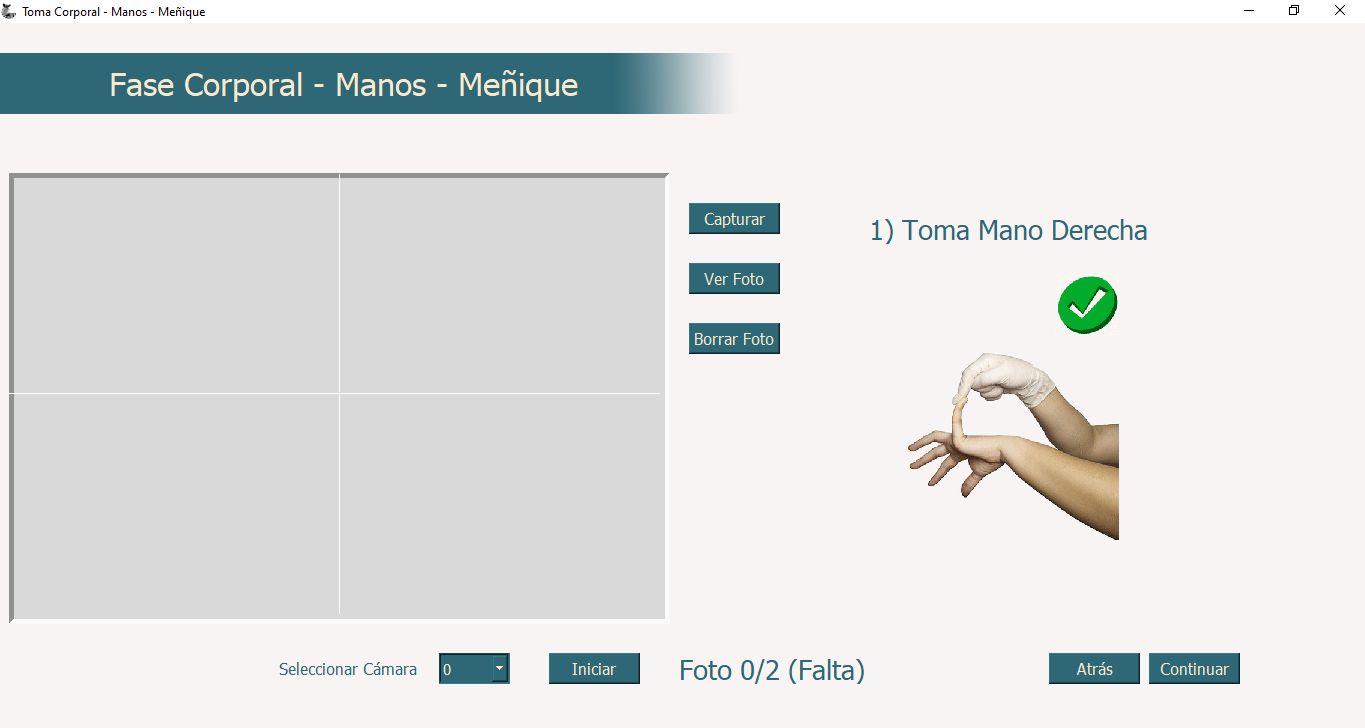 Toma Corporal - Manos - Meñique
Fase Corporal - Manos - Meñique
Capturar
1) Toma Mano Derecha
Ver Foto
Borrar Foto
Seleccionar Cámara
0
Iniciar
Foto 0/2 (Falta)
Atrás
Continuar